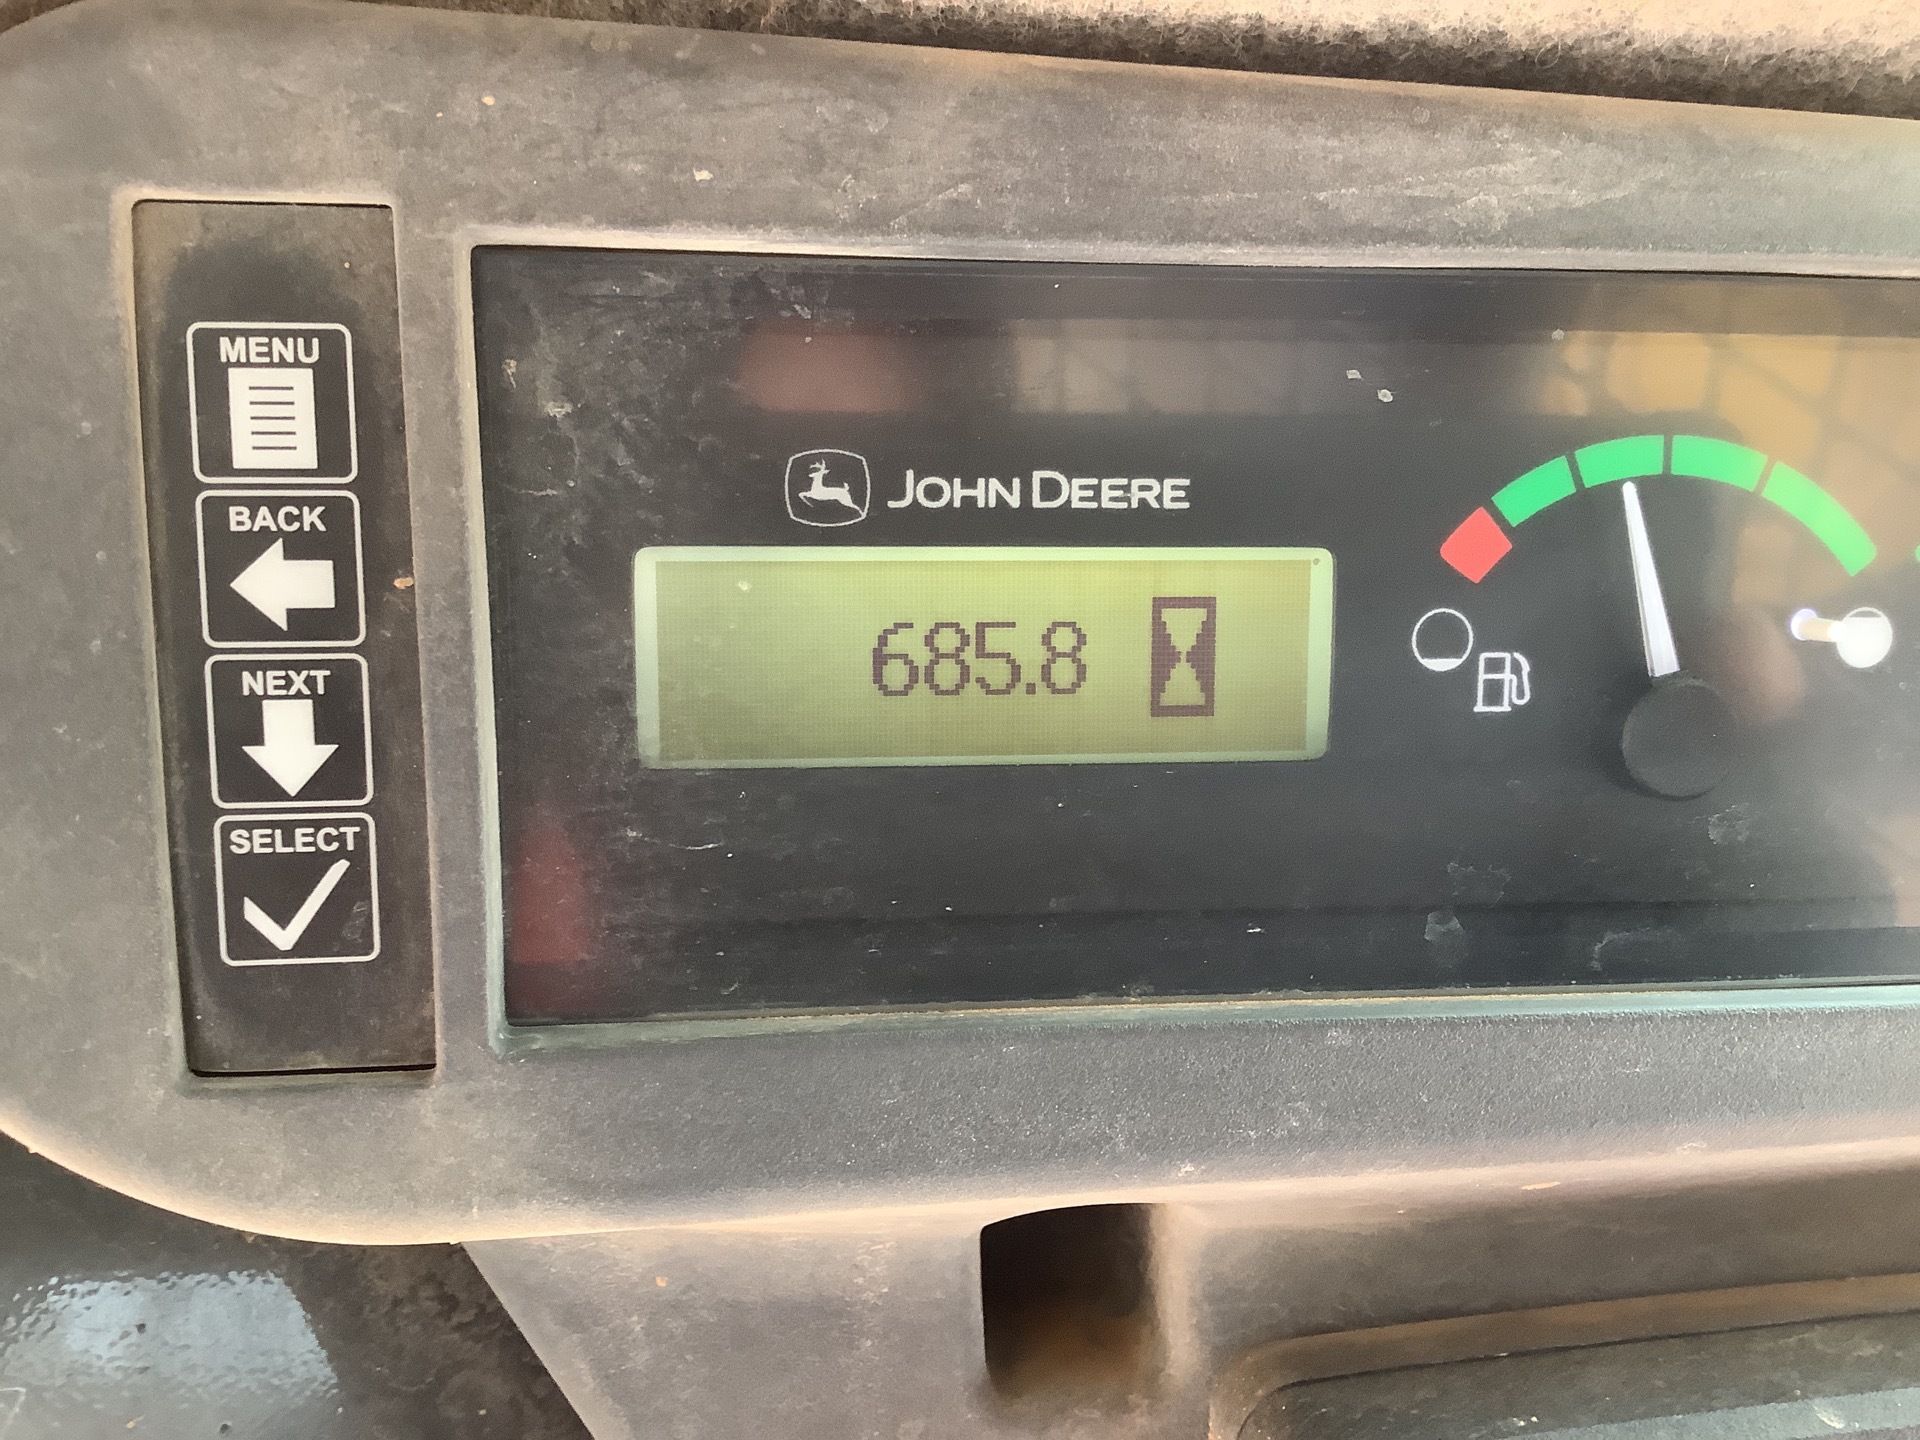 MENU
BACK
NEXT
SELECT
JOHN DEERE
685.8